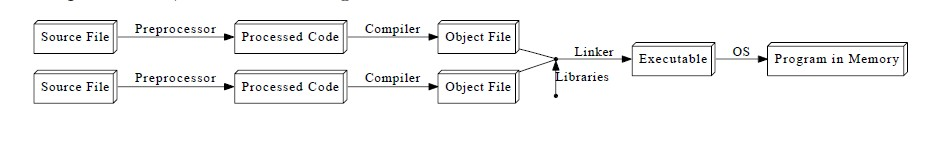 Source File Preprocessor Processed Code Compiler Object File
Linker Executable OS Program in Memory
Libraries
Source File Preprocessor Processed Code Compiler Object File